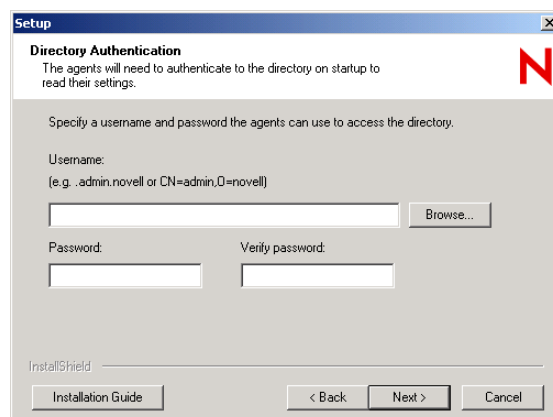 Setup
Directory Authentication
The agents will need to authenticate to the directory on startup to
read their settings.
N
Specify a username and password the agents can use to access the directory.
Username:
(e.g. .admin.novell or CN=admin,O=novell)
Browse...
Password:
Verify password:
InstallShield
Installation Guide
< Back
Next >
Cancel